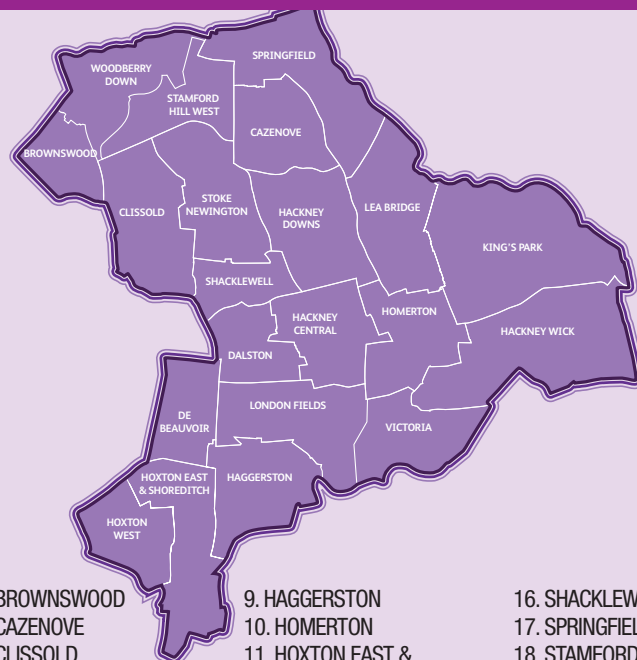 SPRINGFIELD
WOODBERRY
DOWN
STAMFORD
HILL WEST
CAZENOVE
BROWNSWOOD
CLISSOLD
STOKE
NEWINGTON
HACKNEY
DOWNS
LEA BRIDGE
KING'S PARK
SHACKLEWELL
HACKNEY
CENTRAL
HOMERTON
HACKNEY WICK
DALSTON
DE
BEAUVOIR
LONDON FIELDS
VICTORIA
HOXTON EAST
& SHOREDITCH
HAGGERSTON
HOXTON
WEST
BROWNSWOOD
CAZENOVE
CLISSOLD
9. HAGGERSTON
10. HOMERTON
11. HOXTON EAST &
16. SHACKLEW
17. SPRINGFIEL
18. STAMFORD